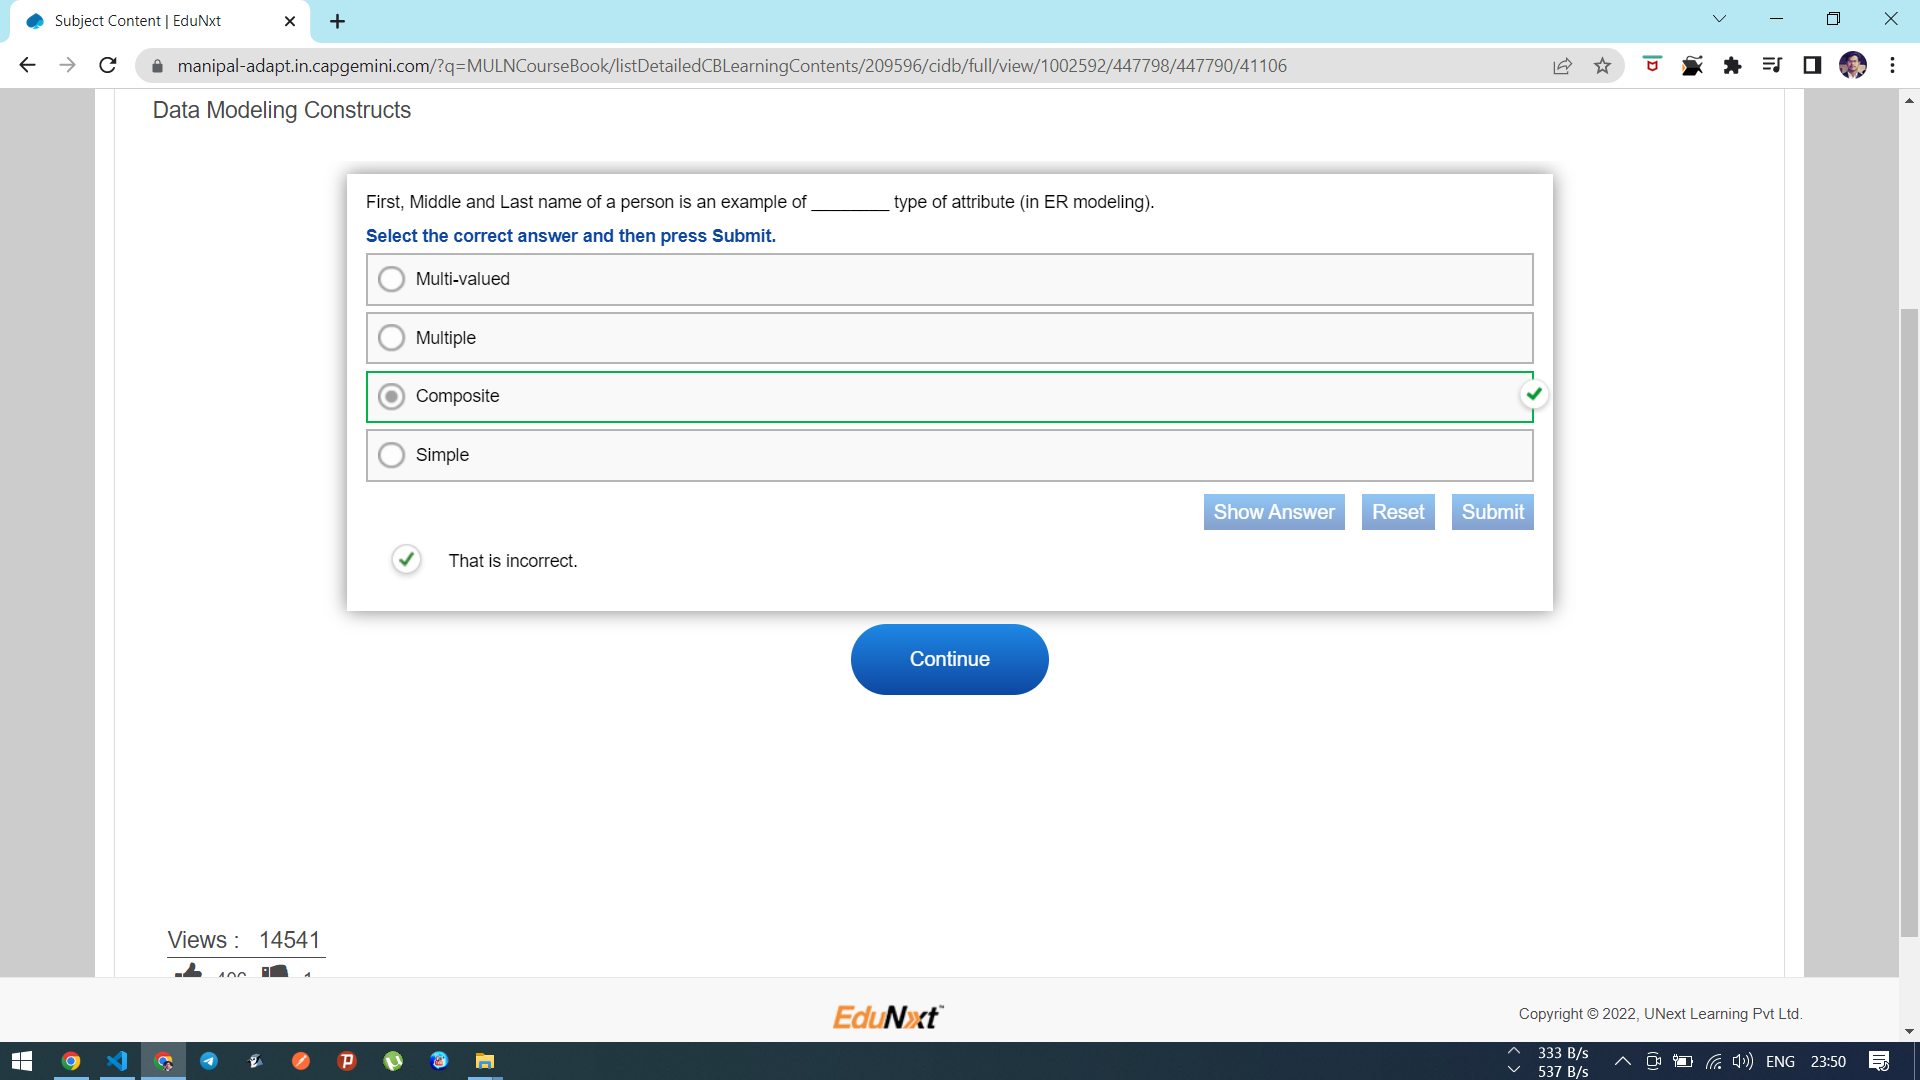 Subject Content | EduNxt
manipal-adapt.in.capgemini.com/?q=MULNCourseBook/listDetailedCBLearningContents/209596/cidb/full/view/1002592/447798/447790/41106
Data Modeling Constructs
First, Middle and Last name of a person is an example of ________ type of attribute (in ER modeling).
Select the correct answer and then press Submit.
Multi-valued
Multiple
Composite
Simple
Show Answer Reset Submit
That is incorrect.
Continue
Views : 14541
EduNxt™
Copyright © 2022, UNext Learning Pvt Ltd.
333 B/s
537 B/s
ENG 23:50